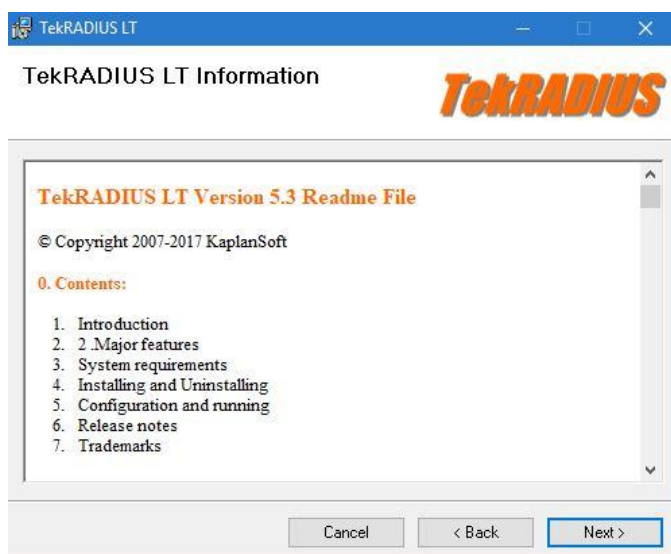 TekRADIUS LT
TekRADIUS LT Information
TekRADIUS
TekRADIUS LT Version 5.3 Readme File
© Copyright 2007-2017 KaplanSoft
0. Contents:
1. Introduction
2. 2 .Major features
3. System requirements
4. Installing and Uninstalling
5. Configuration and running
6. Release notes
7. Trademarks
Cancel
< Back
Next >